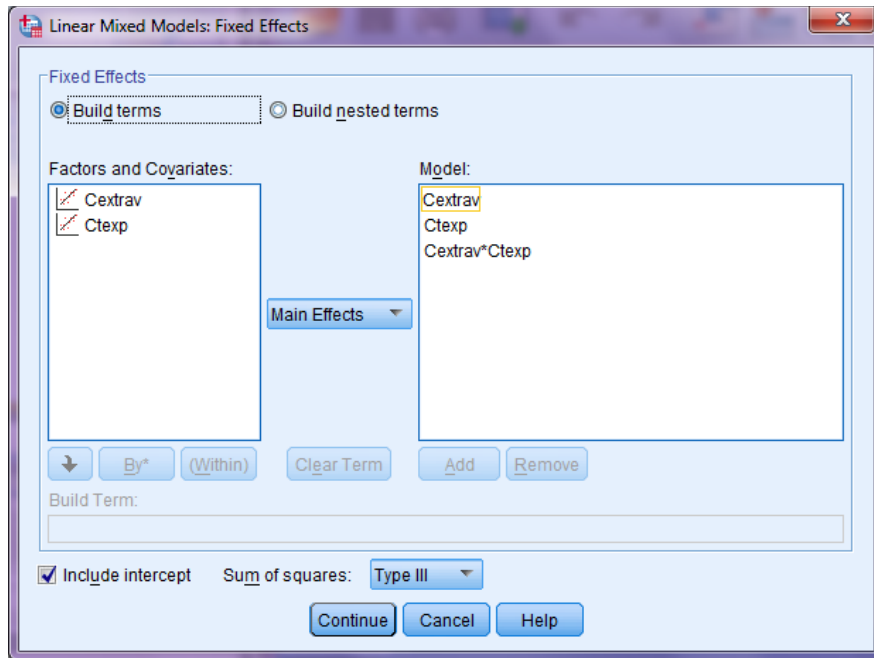 Linear Mixed Models: Fixed Effects
x
Fixed Effects
Build terms Build nested terms
Factors and Covariates: Model:
Cextrav Cextrav
Ctexp Ctexp
Cextrav*Ctexp
Main Effects
By* (Within) Clear Term Add Remove
Build Term:
Include intercept Sum of squares: Type III
Continue Cancel Help